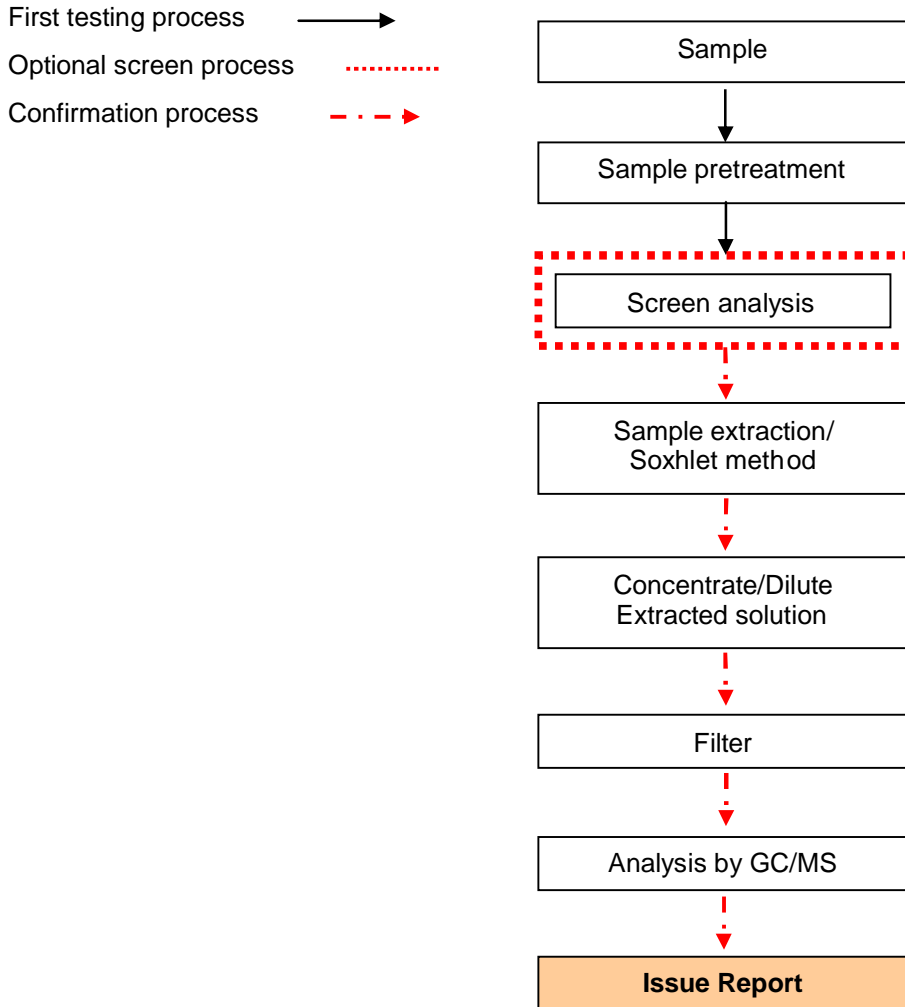 First testing process
Optional screen process
Confirmation process
Sample
Sample pretreatment
Screen analysis
Sample extraction/
Soxhlet method
Concentrate/Dilute
Extracted solution
Filter
Analysis by GC/MS
Issue Report